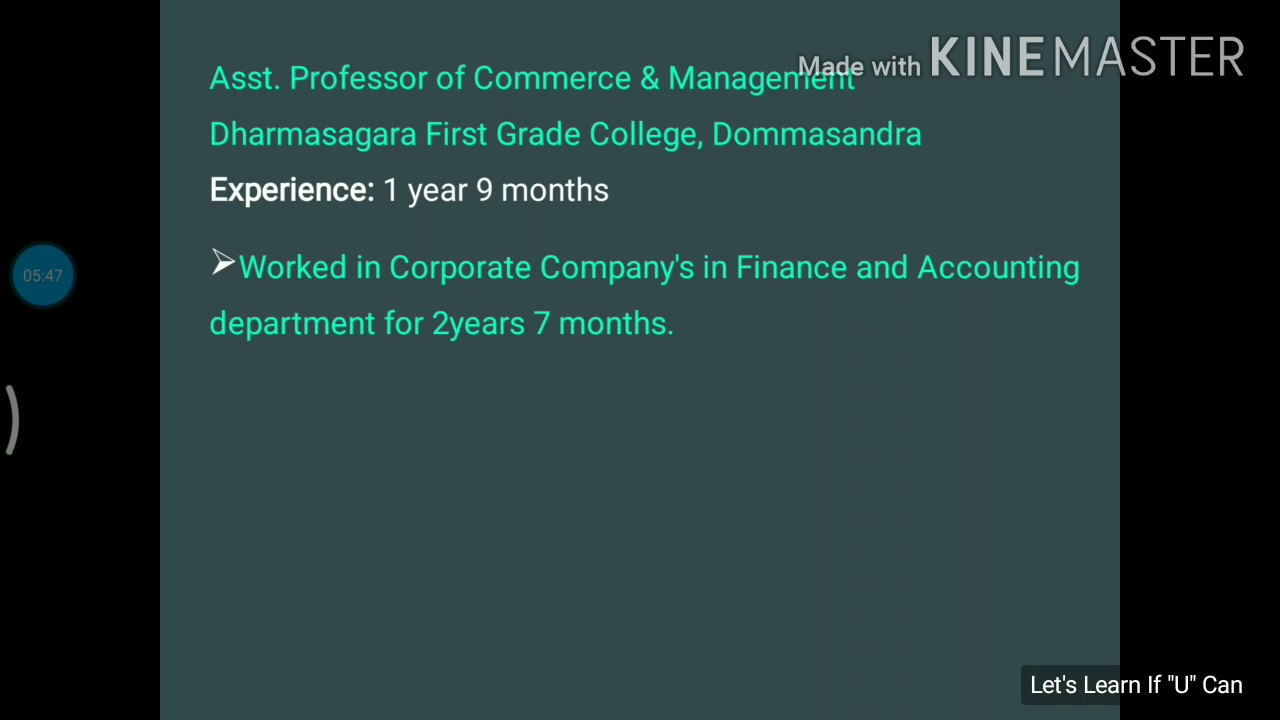 Made with KINEMASTER
Asst. Professor of Commerce & Management
Dharmasagara First Grade College, Dommasandra
Experience: 1 year 9 months
05:47
➢Worked in Corporate Company's in Finance and Accounting
department for 2years 7 months.
Let's Learn If "U" Can